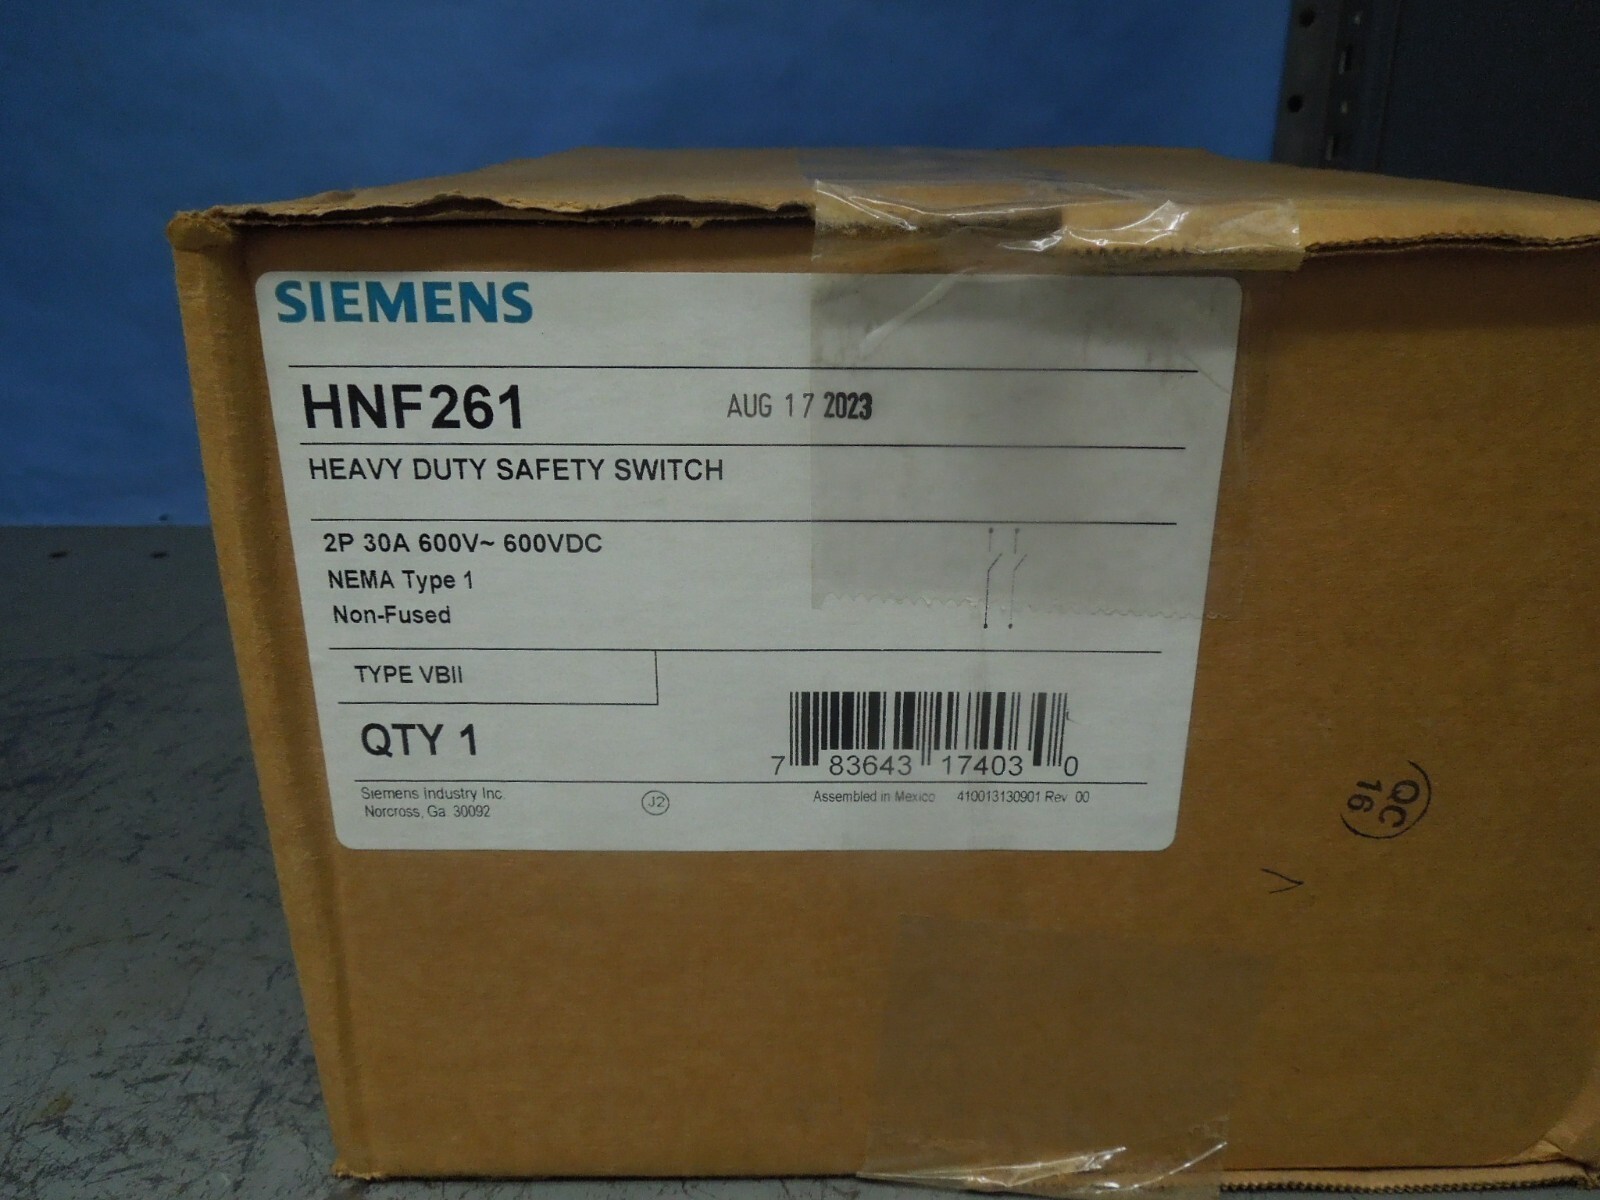 SIEMENS
HNF261
AUG 17 2023
HEAVY DUTY SAFETY SWITCH
2P 30A 600V~ 600VDC
NEMA Type 1
Non-Fused
TYPE VBII
QTY 1
7 83643 17403 0
Siemens Industry Inc.
Norcross, Ga. 30092
J2
Assembled in Mexico 410013130901 Rev. 00
QC
16